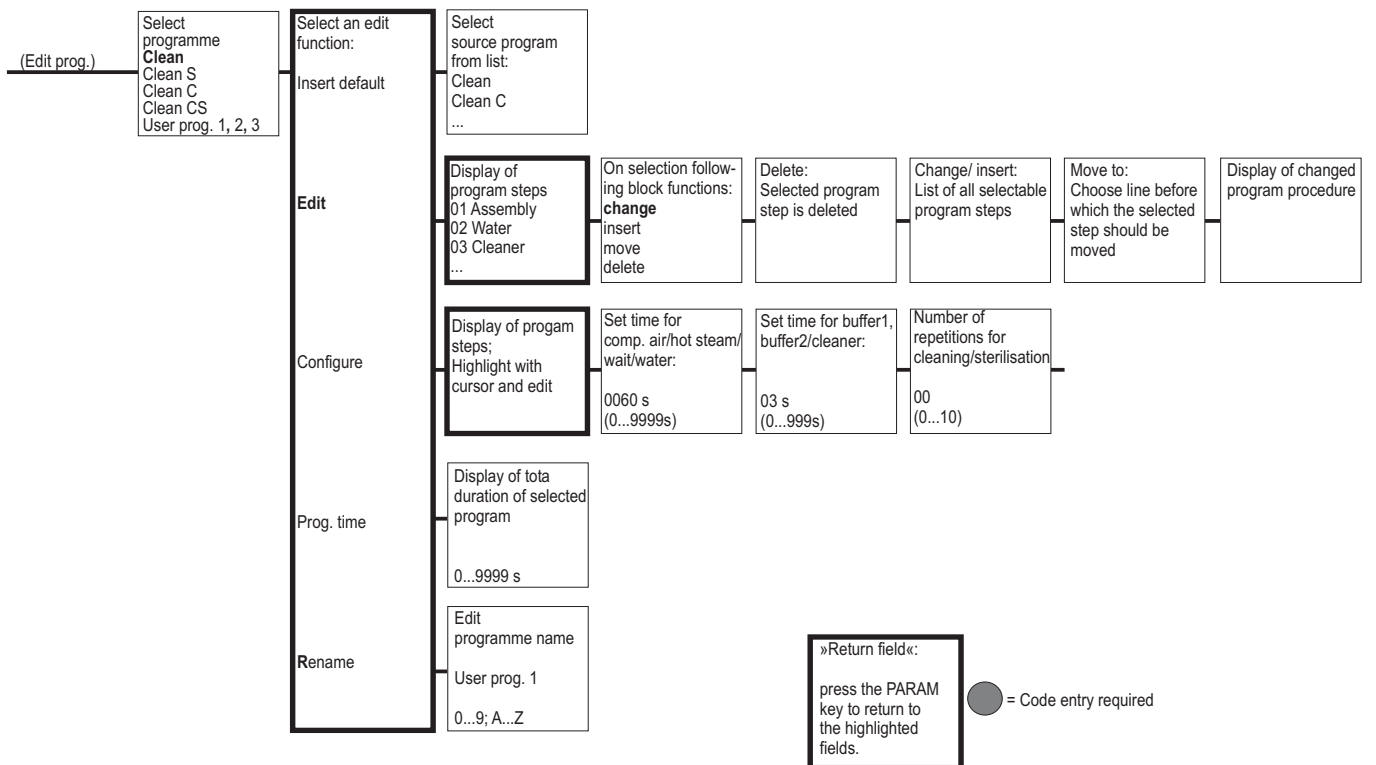 (Edit prog.)
Select
programme
Clean
Clean S
Clean C
Clean CS
User prog. 1, 2, 3
Select an edit
function:
Insert default
Select
source program
from list:
Clean
Clean C
...
Edit
Display of
program steps
01 Assembly
02 Water
03 Cleaner
...
On selection follow-
ing block functions:
change
insert
move
delete
Delete:
Selected program
step is deleted
Change/ insert:
List of all selectable
program steps
Move to:
Choose line before
which the selected
step should be
moved
Display of changed
program procedure
Configure
Display of progam
steps;
Highlight with
cursor and edit
Set time for
comp. air/hot steam/
wait/water:
0060 s
(0...9999s)
Set time for buffer1,
buffer2/cleaner:
03 s
(0...999s)
Number of
repetitions for
cleaning/sterilisation
00
(0...10)
Prog. time
Display of tota
duration of selected
program
0...9999 s
Rename
Edit
programme name
User prog. 1
0...9; A...Z
»Return field«:
press the PARAM
key to return to
the highlighted
fields.
= Code entry required